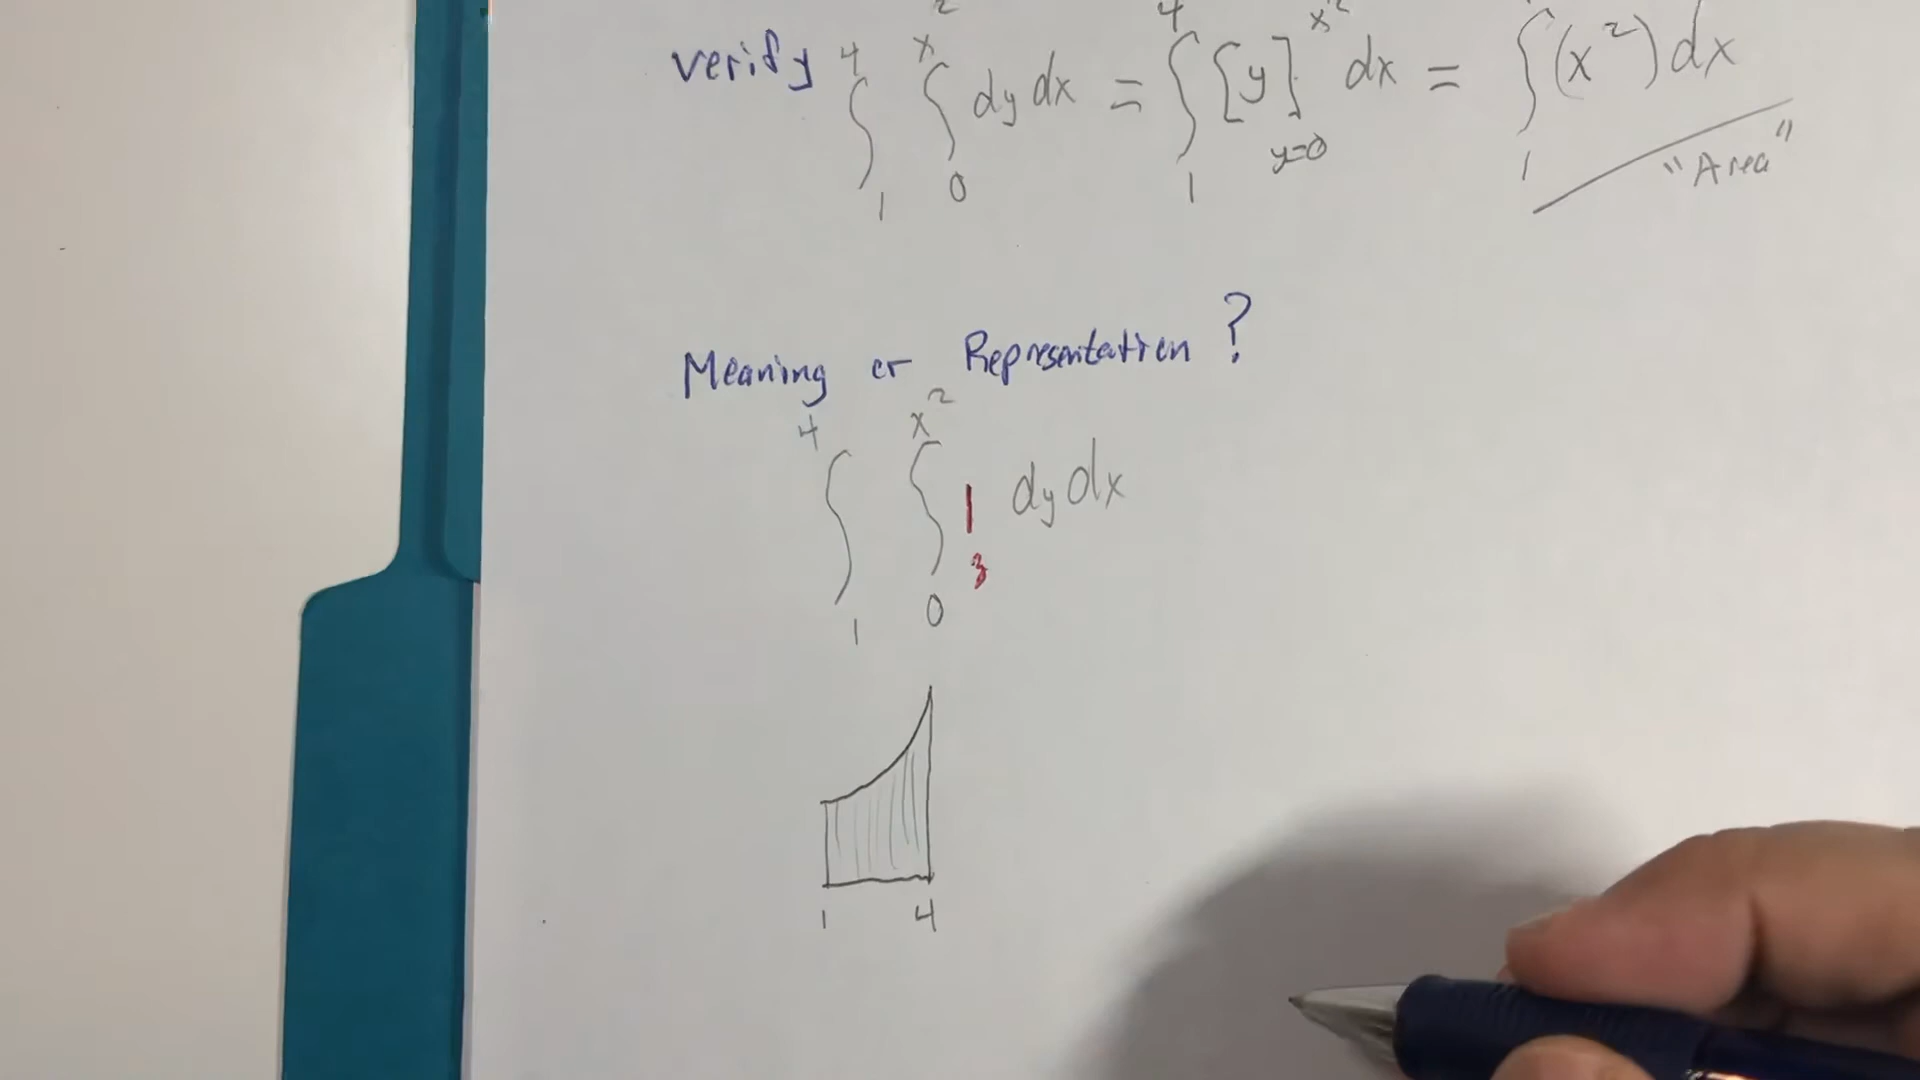 verify ∫₁⁴ ∫₀^x² dy dx = ∫₁⁴ [y]_y=0^x² dx = ∫₁ (x²) dx
"Area"
Meaning or Representation ?
∫₁⁴ ∫₀^x² 1 dy dx
3
1 4